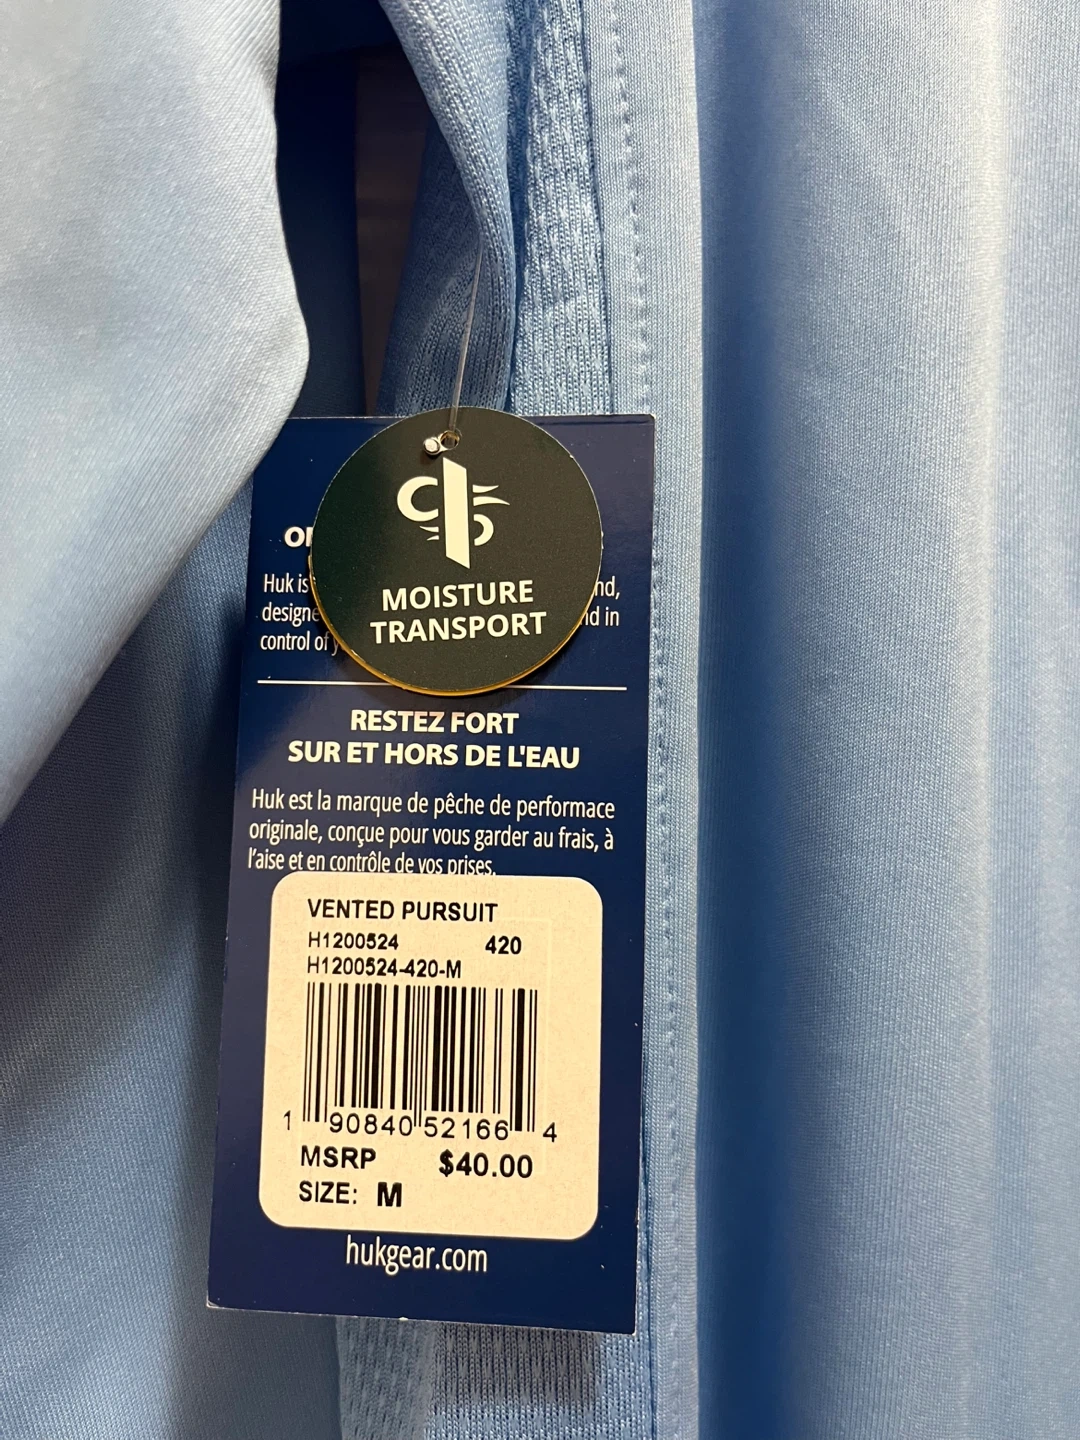 MOISTURE
TRANSPORT
Huk is
control of
RESTEZ FORT
SUR ET HORS DE L'EAU
Huk est la marque de pêche de performace
originale, conçue pour vous garder au frais, à
l'aise et en contrôle de vos prises.
VENTED PURSUIT
H1200524 420
H1200524-420-M
1 90840 52166 4
MSRP $40.00
SIZE: M
hukgear.com